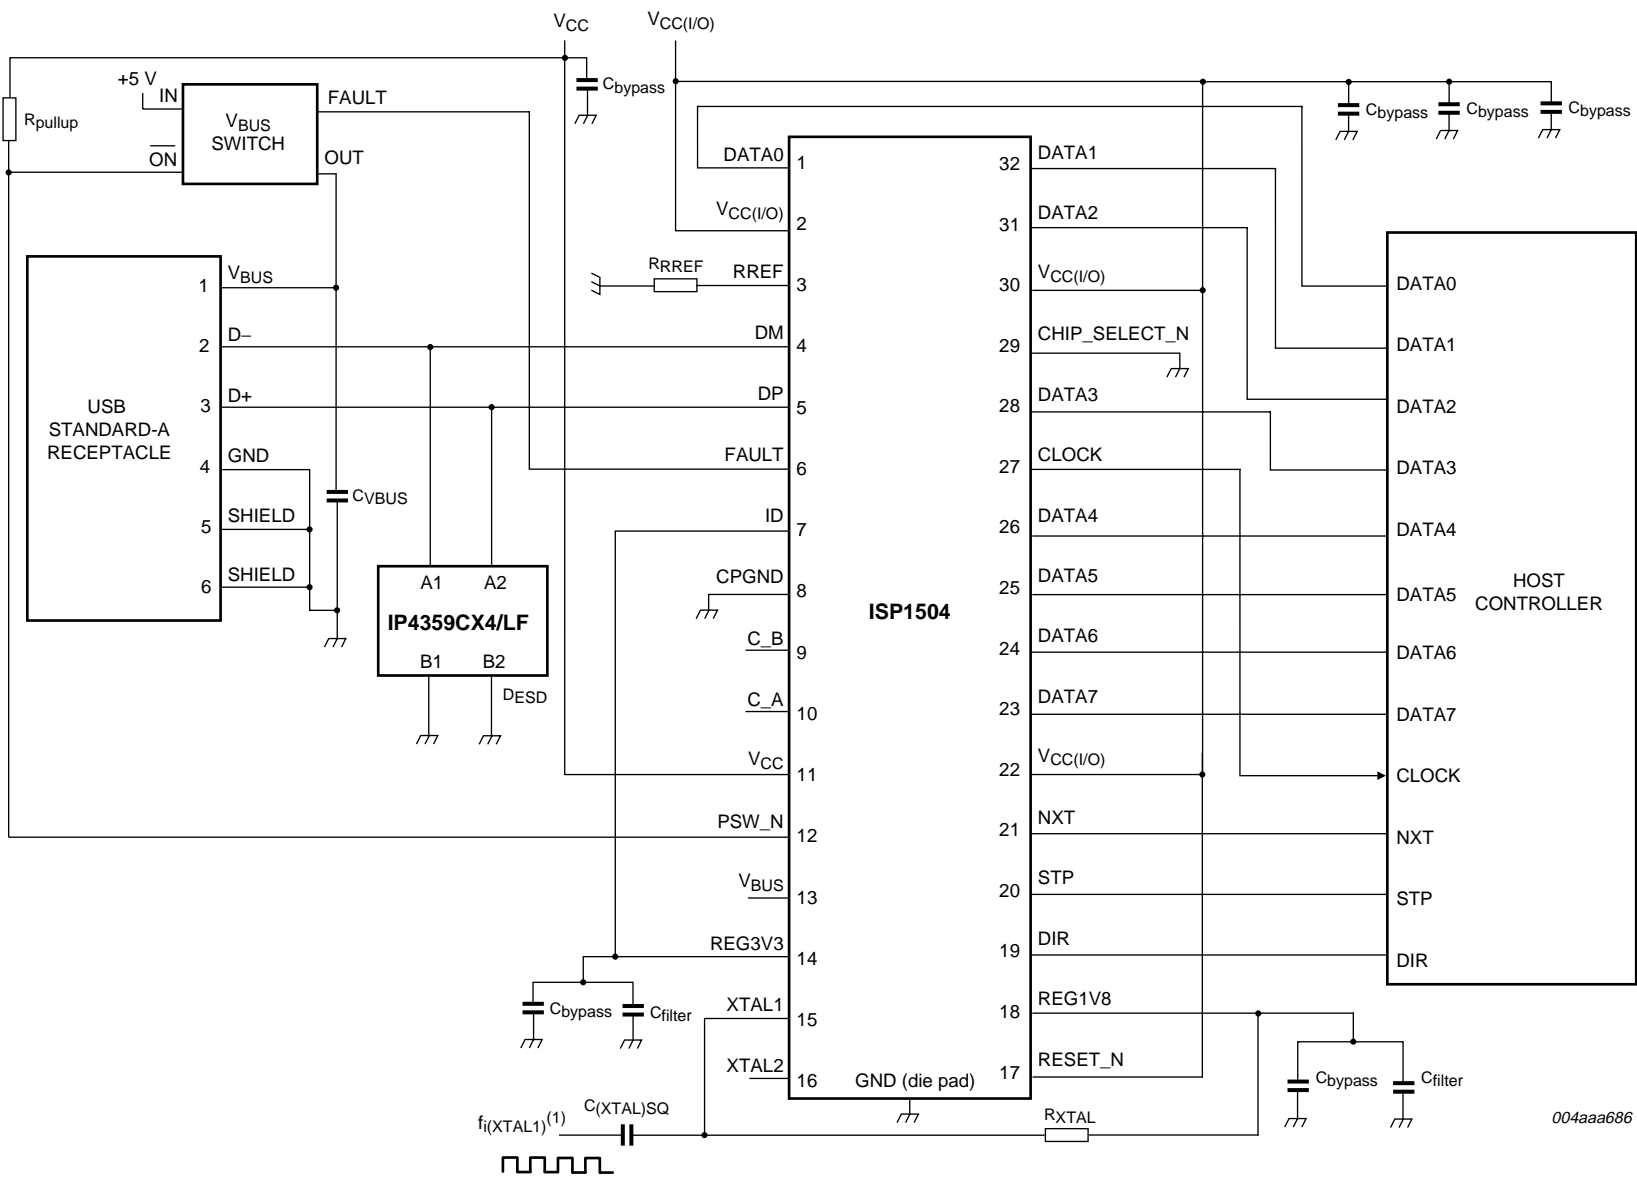 VCC
VCC(I/O)
+5 V
IN
FAULT
Cbypass
Cbypass
Cbypass
Cbypass
Rpullup
VBUS
SWITCH
ON
OUT
DATA0
1
32
DATA1
VCC(I/O)
2
31
DATA2
RRREF
RREF
3
30
VCC(I/O)
DM
4
29
CHIP_SELECT_N
DP
5
28
DATA3
FAULT
6
27
CLOCK
ID
7
26
DATA4
CPGND
8
25
DATA5
C_B
9
24
DATA6
C_A
10
23
DATA7
VCC
11
22
VCC(I/O)
PSW_N
12
21
NXT
VBUS
13
20
STP
REG3V3
14
19
DIR
XTAL1
15
18
REG1V8
XTAL2
16
17
RESET_N
ISP1504
GND (die pad)
USB
STANDARD-A
RECEPTACLE
1
VBUS
2
D−
3
D+
4
GND
5
SHIELD
6
SHIELD
CVBUS
A1
A2
IP4359CX4/LF
B1
B2
DESD
HOST
CONTROLLER
DATA0
DATA1
DATA2
DATA3
DATA4
DATA5
DATA6
DATA7
CLOCK
NXT
STP
DIR
Cbypass
Cfilter
Cbypass
Cfilter
fi(XTAL1)(1)
C(XTAL)SQ
RXTAL
004aaa686